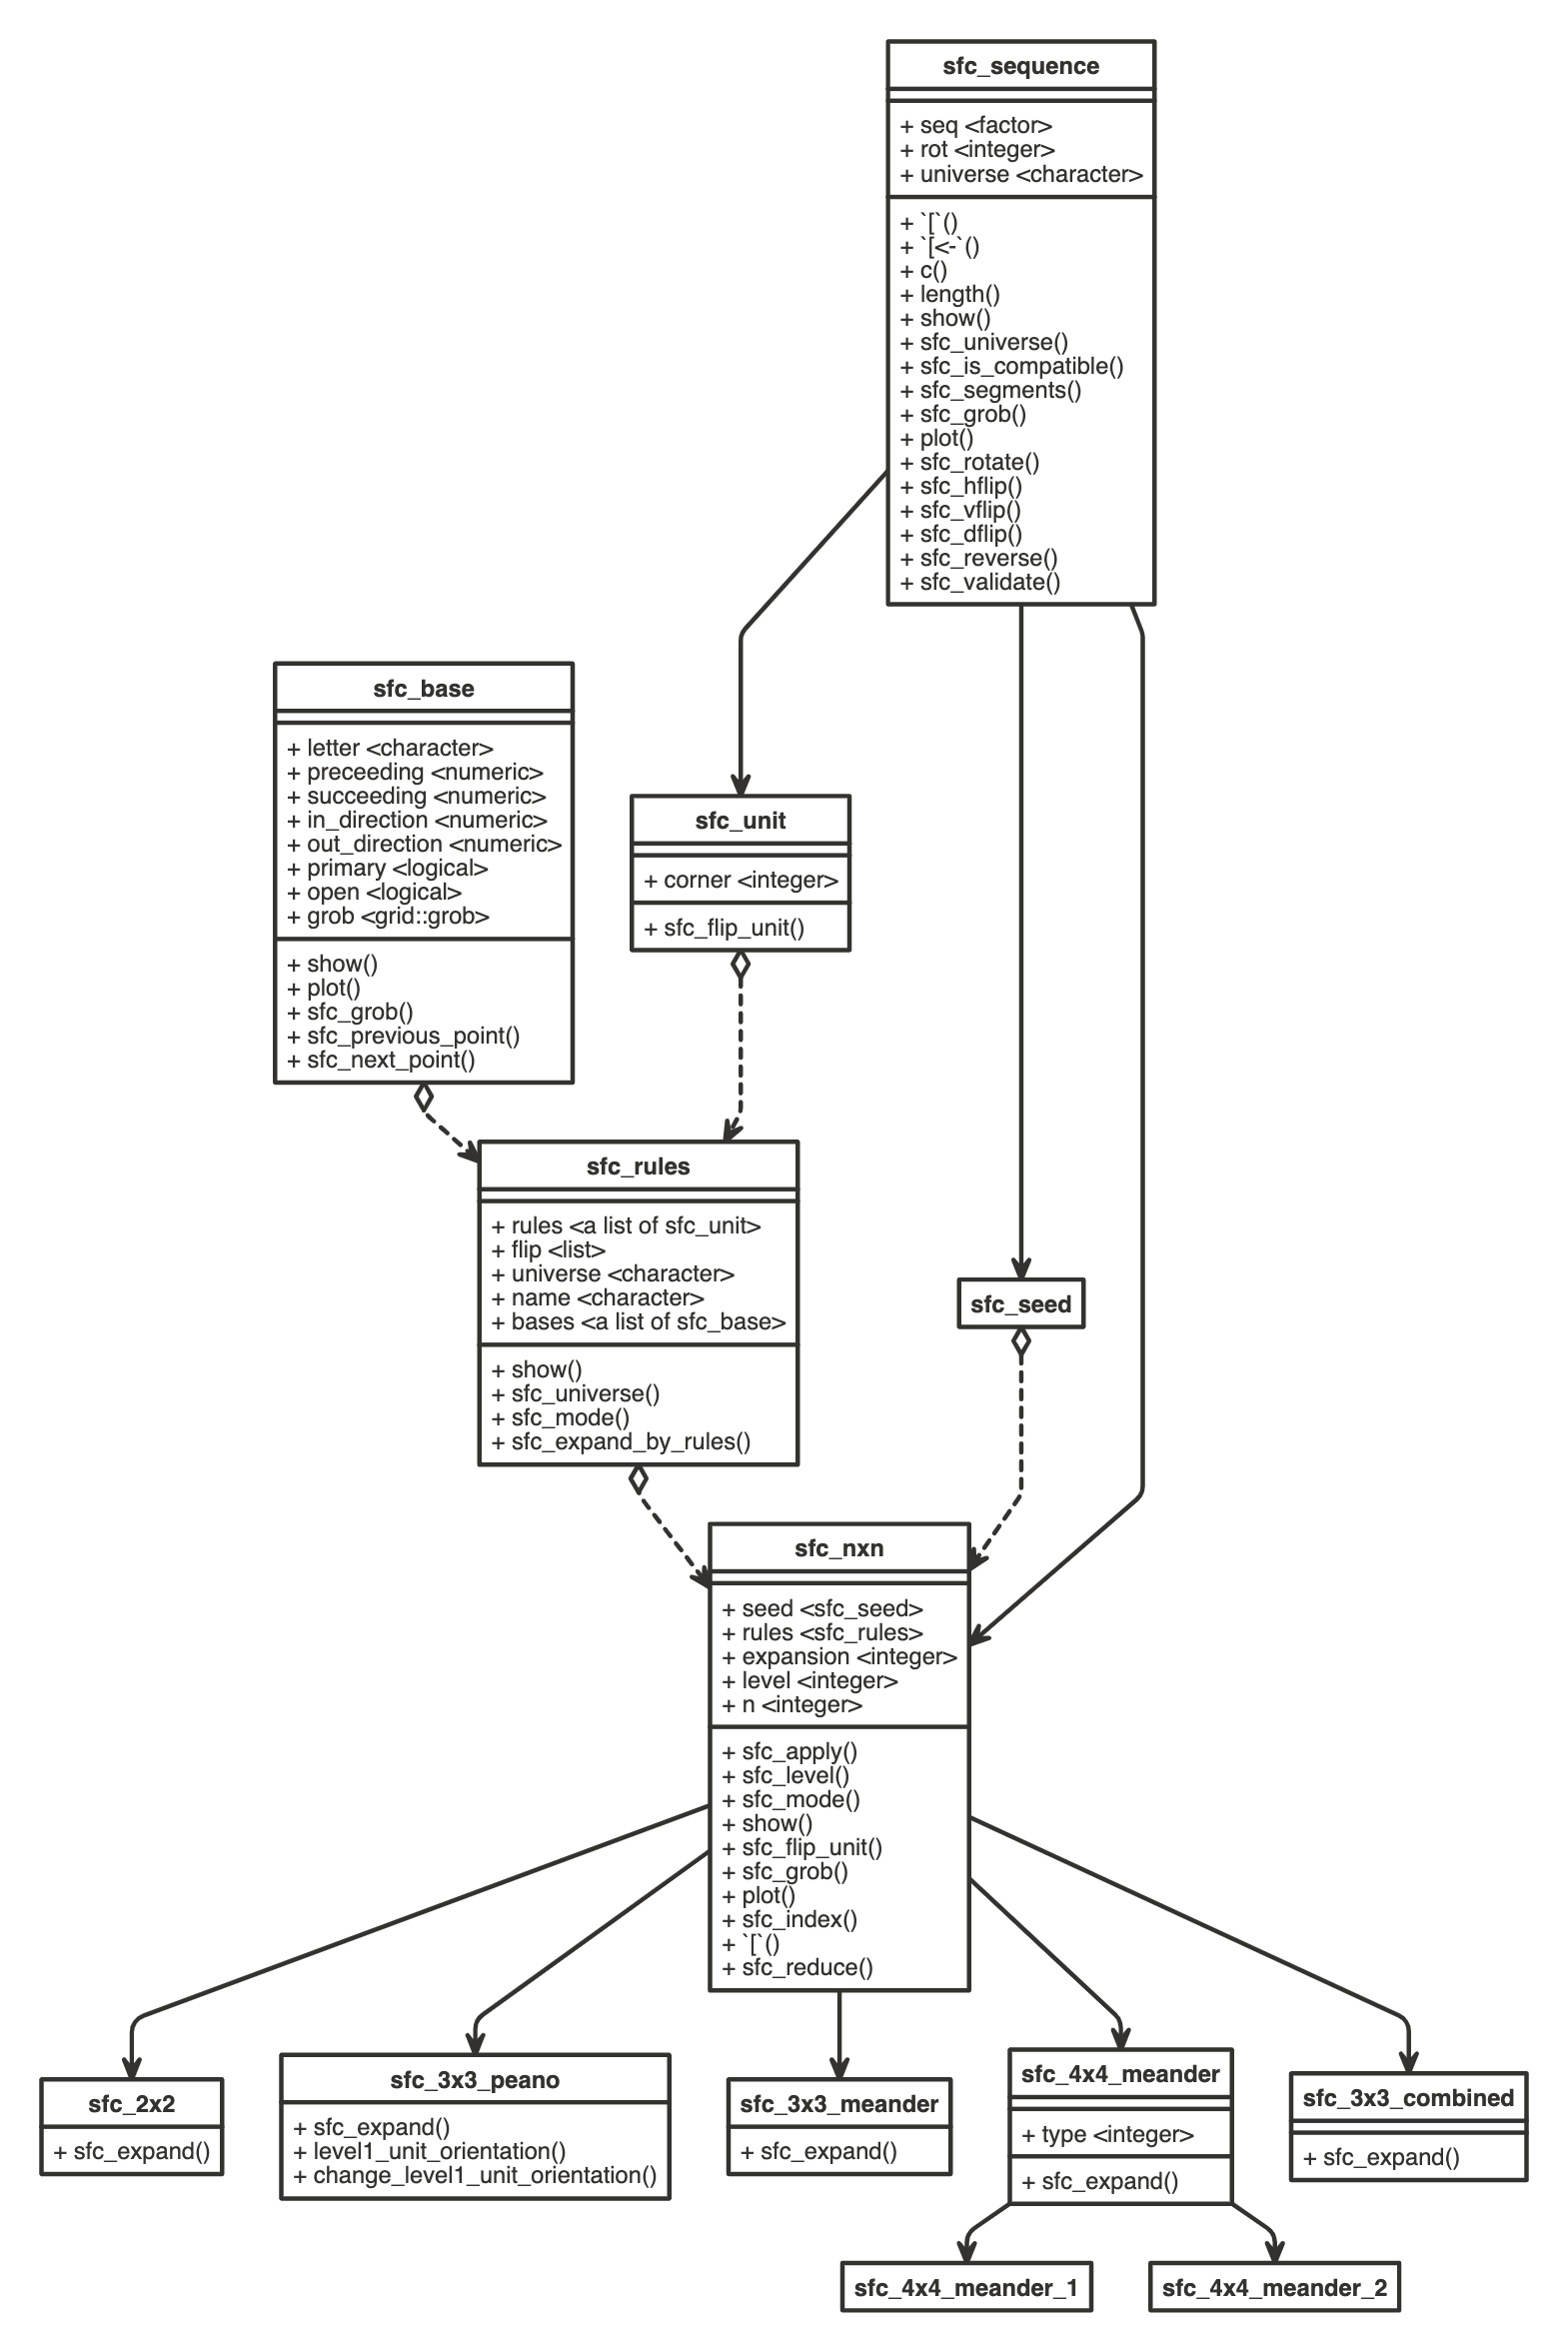 sfc_sequence
+ seq <factor>
+ rot <integer>
+ universe <character>
+ `[`()
+ `[<-`()
+ c()
+ length()
+ show()
+ sfc_universe()
+ sfc_is_compatible()
+ sfc_segments()
+ sfc_grob()
+ plot()
+ sfc_rotate()
+ sfc_hflip()
+ sfc_vflip()
+ sfc_dflip()
+ sfc_reverse()
+ sfc_validate()
sfc_base
+ letter <character>
+ preceeding <numeric>
+ succeeding <numeric>
+ in_direction <numeric>
+ out_direction <numeric>
+ primary <logical>
+ open <logical>
+ grob <grid::grob>
+ show()
+ plot()
+ sfc_grob()
+ sfc_previous_point()
+ sfc_next_point()
sfc_unit
+ corner <integer>
+ sfc_flip_unit()
sfc_rules
+ rules <a list of sfc_unit>
+ flip <list>
+ universe <character>
+ name <character>
+ bases <a list of sfc_base>
+ show()
+ sfc_universe()
+ sfc_mode()
+ sfc_expand_by_rules()
sfc_seed
sfc_nxn
+ seed <sfc_seed>
+ rules <sfc_rules>
+ expansion <integer>
+ level <integer>
+ n <integer>
+ sfc_apply()
+ sfc_level()
+ sfc_mode()
+ show()
+ sfc_flip_unit()
+ sfc_grob()
+ plot()
+ sfc_index()
+ `[`()
+ sfc_reduce()
sfc_2x2
+ sfc_expand()
sfc_3x3_peano
+ sfc_expand()
+ level1_unit_orientation()
+ change_level1_unit_orientation()
sfc_3x3_meander
+ sfc_expand()
sfc_4x4_meander
+ type <integer>
+ sfc_expand()
sfc_3x3_combined
+ sfc_expand()
sfc_4x4_meander_1
sfc_4x4_meander_2